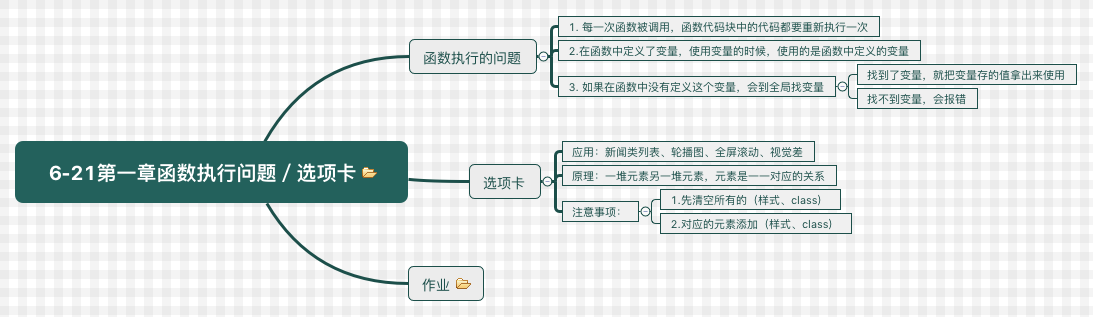 6-21第一章函数执行问题 / 选项卡
函数执行的问题
1. 每一次函数被调用，函数代码块中的代码都要重新执行一次
2.在函数中定义了变量，使用变量的时候，使用的是函数中定义的变量
3. 如果在函数中没有定义这个变量，会到全局找变量
找到了变量，就把变量存的值拿出来使用
找不到变量，会报错
选项卡
应用：新闻类列表、轮播图、全屏滚动、视觉差
原理：一堆元素另一堆元素，元素是一一对应的关系
注意事项：
1.先清空所有的（样式、class）
2.对应的元素添加（样式、class）
作业